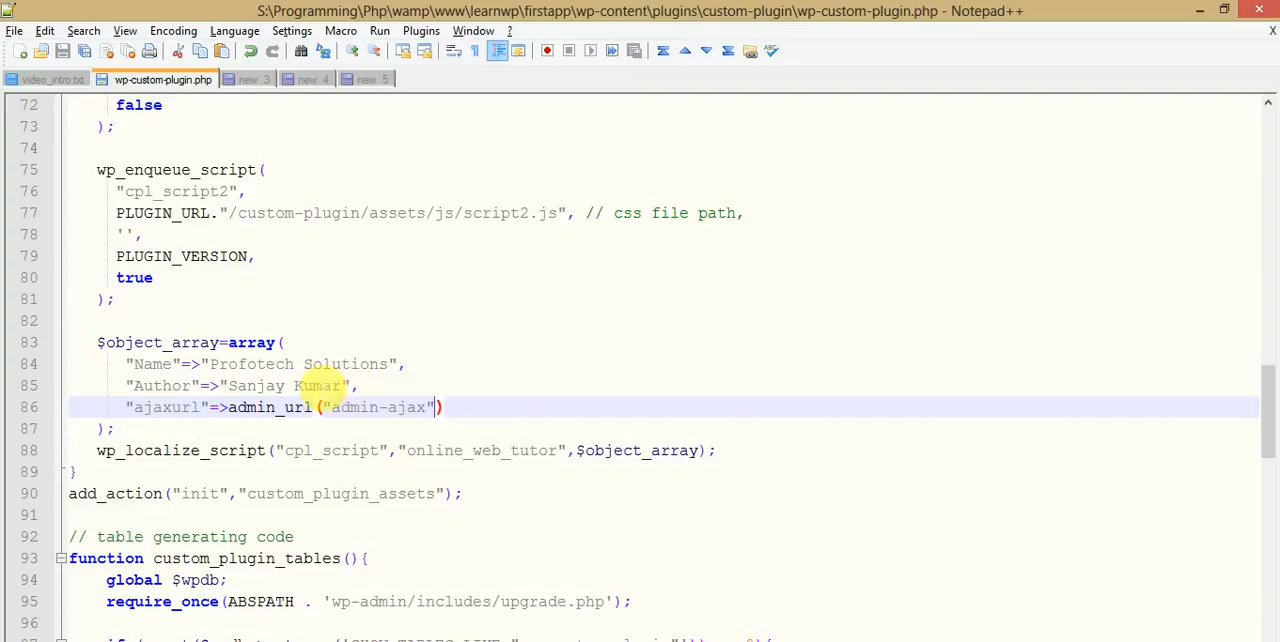 S:\Programming\Php\wamp\www\learnwp\firstapp\wp-content\plugins\custom-plugin\wp-custom-plugin.php - Notepad++
File Edit Search View Encoding Language Settings Macro Run Plugins Window ? X
video_intro.txt wp-custom-plugin.php new 3 new 4 new 5
72 false
73 );
74
75 wp_enqueue_script(
76 "cpl_script2",
77 PLUGIN_URL."/custom-plugin/assets/js/script2.js", // css file path,
78 '',
79 PLUGIN_VERSION,
80 true
81 );
82
83 $object_array=array(
84 "Name"=>"Profotech Solutions",
85 "Author"=>"Sanjay Kumar",
86 "ajaxurl"=>admin_url("admin-ajax")
87 );
88 wp_localize_script("cpl_script","online_web_tutor",$object_array);
89 }
90 add_action("init","custom_plugin_assets");
91
92 // table generating code
93 function custom_plugin_tables(){
94 global $wpdb;
95 require_once(ABSPATH . 'wp-admin/includes/upgrade.php');
96